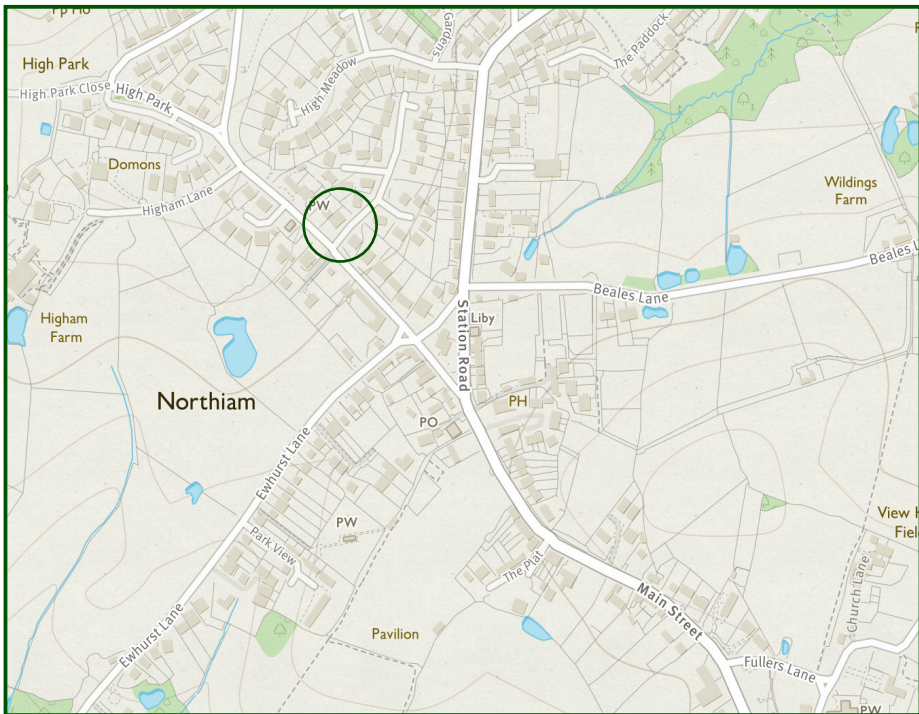 Fp Ho
Gardens
The Paddock
High Park
High Meadow
High Park Close
High Park
Domons
Wildings
Farm
Higham Lane
PW
Beales L
Beales Lane
Higham
Farm
Station Road
Liby
Northiam
PH
PO
Ewhurst Lane
View H
Fiel
PW
Park View
The Plat
Church Lane
Main Street
Pavilion
Ewhurst Lane
Fullers Lane
PW